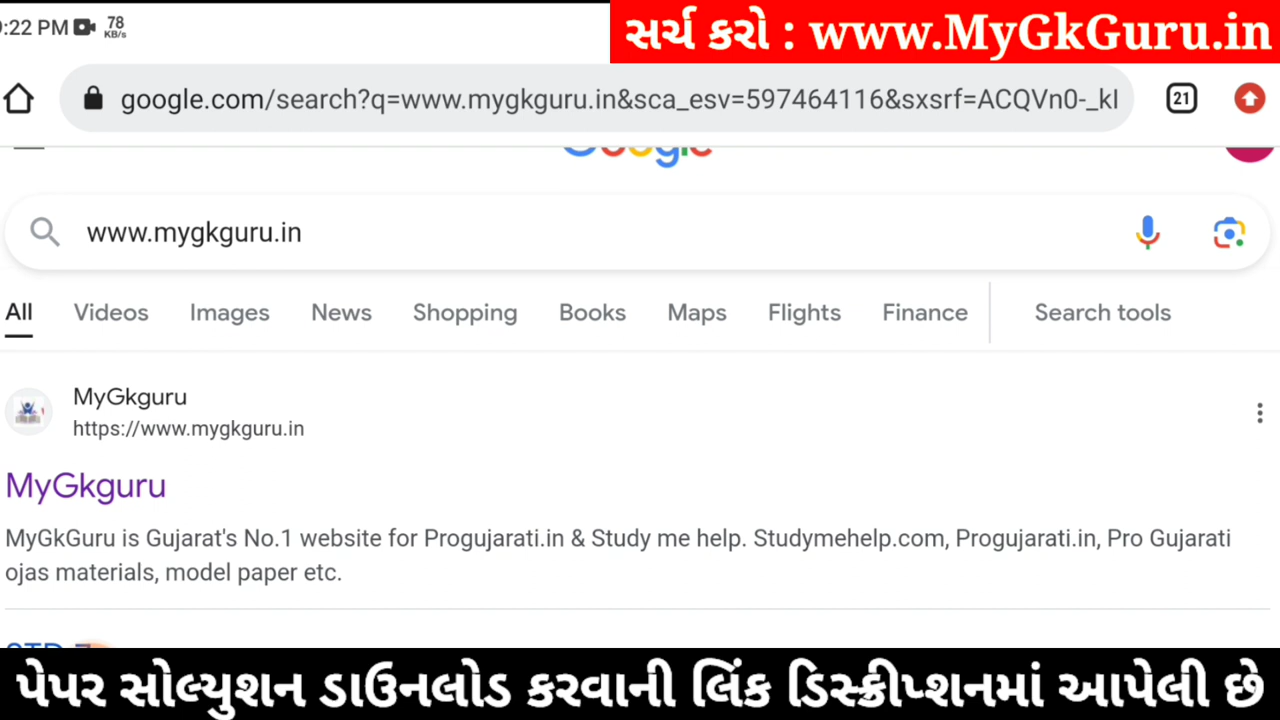 :22 PM 78 KB/s
સર્ચ કરો : www.MyGkGuru.in
google.com/search?q=www.mygkguru.in&sca_esv=597464116&sxsrf=ACQVn0-_kI
21
Google
www.mygkguru.in
All Videos Images News Shopping Books Maps Flights Finance Search tools
MyGkguru
https://www.mygkguru.in
MyGkguru
MyGkGuru is Gujarat's No.1 website for Progujarati.in & Study me help. Studymehelp.com, Progujarati.in, Pro Gujarati
ojas materials, model paper etc.
પેપર સોલ્યુશન ડાઉનલોડ કરવાની લિંક ડિસ્ક્રીપ્શનમાં આપેલી છે